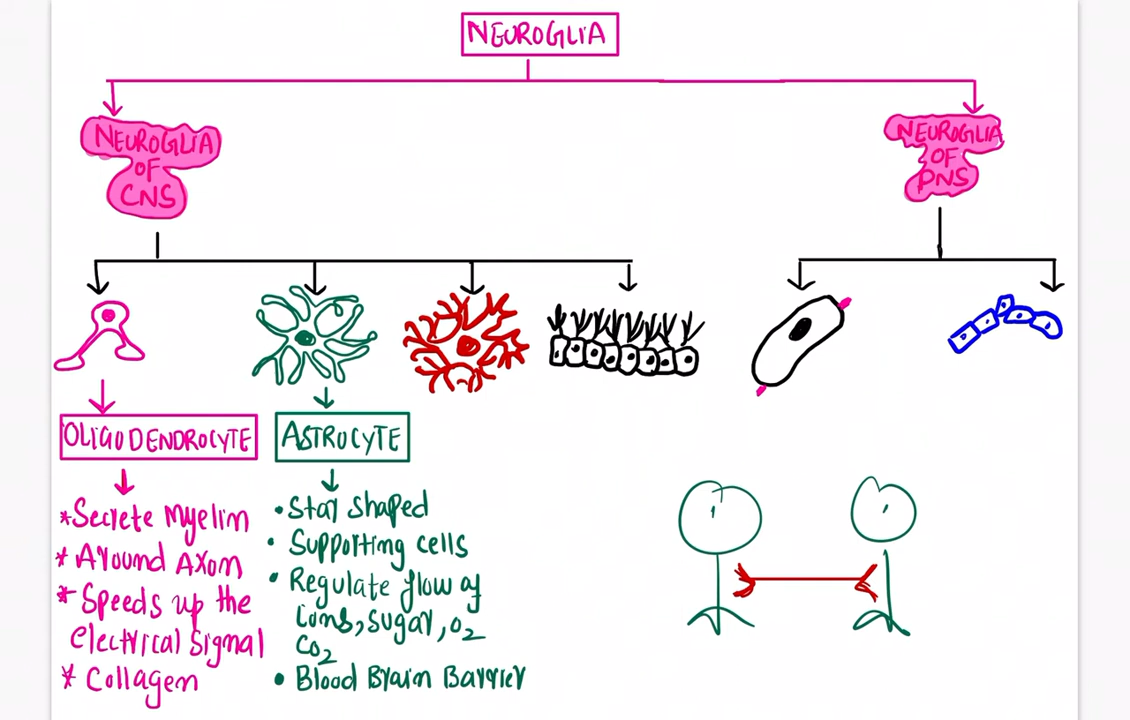 NEUROGLIA
NEUROGLIA
OF
CNS
NEUROGLIA
OF
PNS
OLIGODENDROCYTE
*Secrete Myelin
*Around Axon
*Speeds up the
Electrical Signal
*Collagen
ASTROCYTE
•Star shaped
•Supporting cells
•Regulate flow of
ions, sugar, O2
CO2
•Blood Brain Barrier